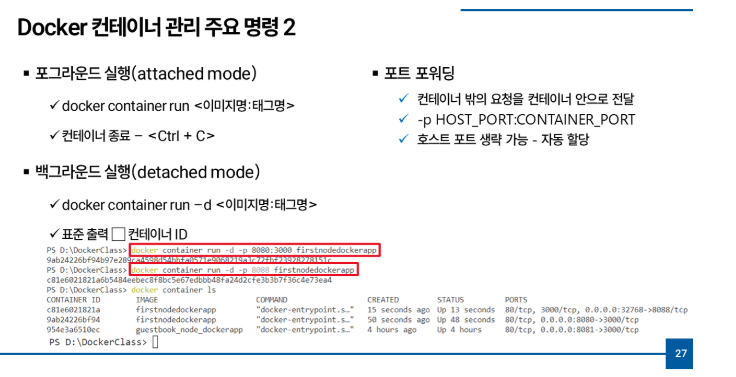 Docker 컨테이너 관리 주요 명령 2
▪ 포그라운드 실행(attached mode)
✓ docker container run <이미지명:태그명>
✓ 컨테이너 종료 – <Ctrl + C>
▪ 백그라운드 실행(detached mode)
✓ docker container run –d <이미지명:태그명>
✓ 표준 출력 □ 컨테이너 ID
▪ 포트 포워딩
✓ 컨테이너 밖의 요청을 컨테이너 안으로 전달
✓ -p HOST_PORT:CONTAINER_PORT
✓ 호스트 포트 생략 가능 - 자동 할당
PS D:\DockerClass> docker container run -d -p 8080:3000 firstnodedockerapp
PS D:\DockerClass> docker container run -d -p 8088 firstnodedockerapp
PS D:\DockerClass> docker container ls
CONTAINER ID IMAGE COMMAND CREATED STATUS PORTS
c81e6021821a firstnodedockerapp "docker-entrypoint.s…" 15 seconds ago Up 13 seconds 80/tcp, 3000/tcp, 0.0.0.0:32768->8088/tcp
9ab24226bf94 firstnodedockerapp "docker-entrypoint.s…" 50 seconds ago Up 48 seconds 80/tcp, 0.0.0.0:8080->3000/tcp
954e3a6510ec guestbook_node_dockerapp "docker-entrypoint.s…" 4 hours ago Up 4 hours 80/tcp, 0.0.0.0:8081->3000/tcp
PS D:\DockerClass>
27